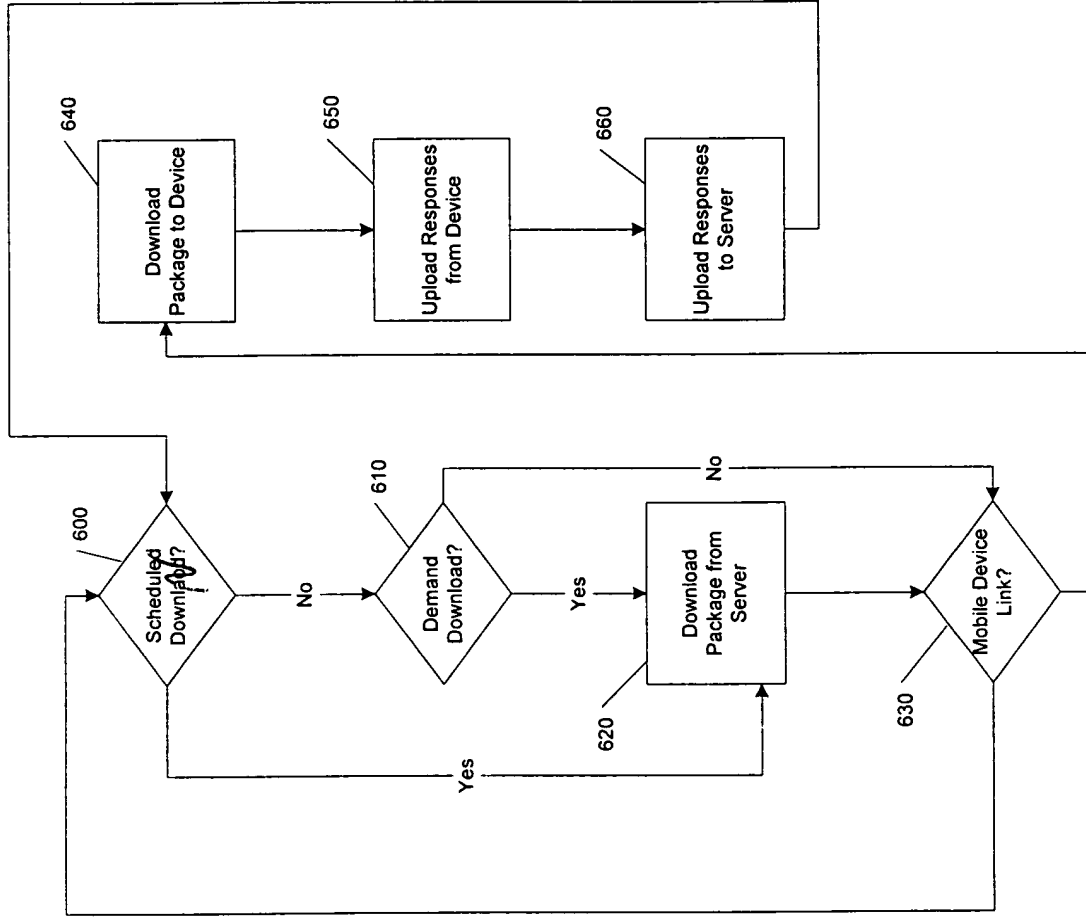 600
Scheduled
Downlaod?
No
610
Demand
Download?
Yes
Yes
No
620
Download
Package from
Server
630
Mobile Device
Link?
640
Download
Package to Device
650
Upload Responses
from Device
660
Upload Responses
to Server